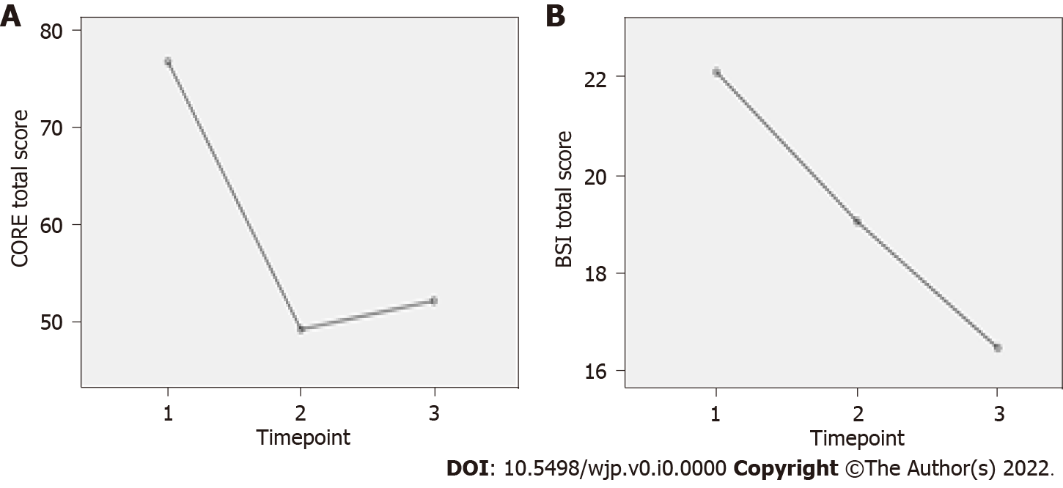 A
CORE total score
80
70
60
50
1 2 3
Timepoint
B
BSI total score
22
20
18
16
1 2 3
Timepoint
DOI: 10.5498/wjp.v0.i0.0000 Copyright ©The Author(s) 2022.